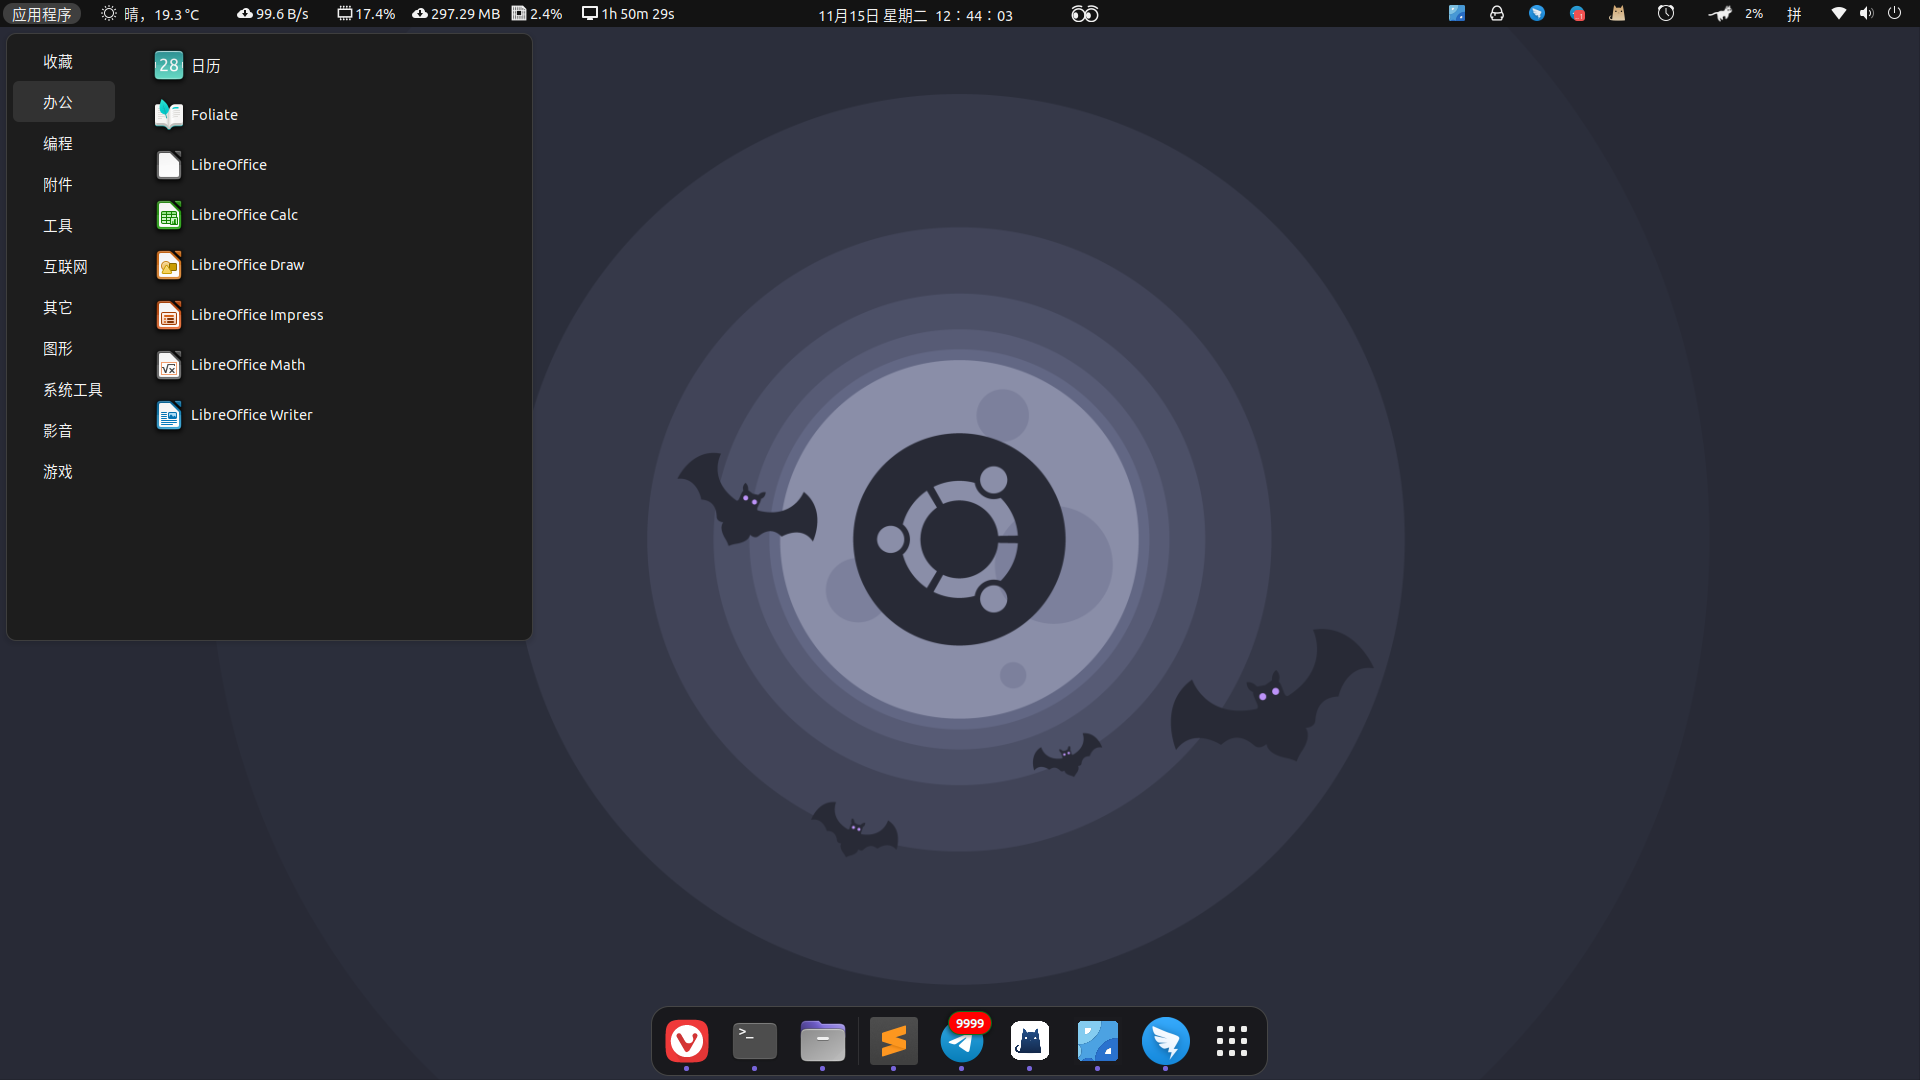 应用程序 晴，19.3 °C 99.6 B/s 17.4% 297.29 MB 2.4% 1h 50m 29s 11月15日 星期二 12：44：03 2% 拼
收藏
办公
编程
附件
工具
互联网
其它
图形
系统工具
影音
游戏
28 日历
Foliate
LibreOffice
LibreOffice Calc
LibreOffice Draw
LibreOffice Impress
LibreOffice Math
LibreOffice Writer
>_
9999